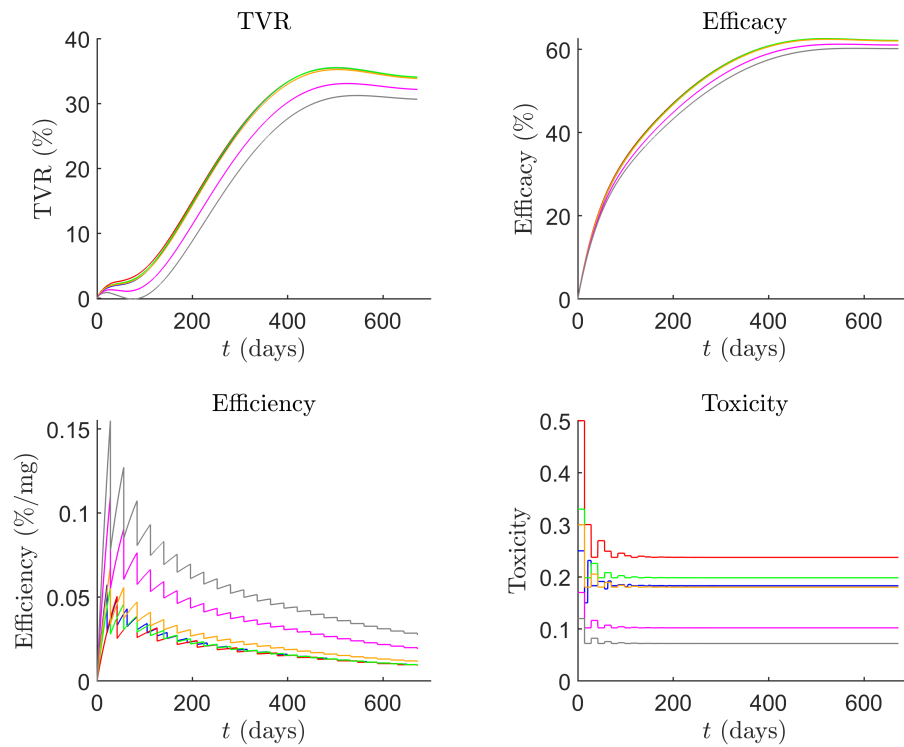 TVR
TVR (%)
40
30
20
10
0
0 200 400 600
t (days)
Efficacy
Efficacy (%)
60
40
20
0
0 200 400 600
t (days)
Efficiency
Efficiency (%/mg)
0.15
0.1
0.05
0
0 200 400 600
t (days)
Toxicity
Toxicity
0.5
0.4
0.3
0.2
0.1
0
0 200 400 600
t (days)